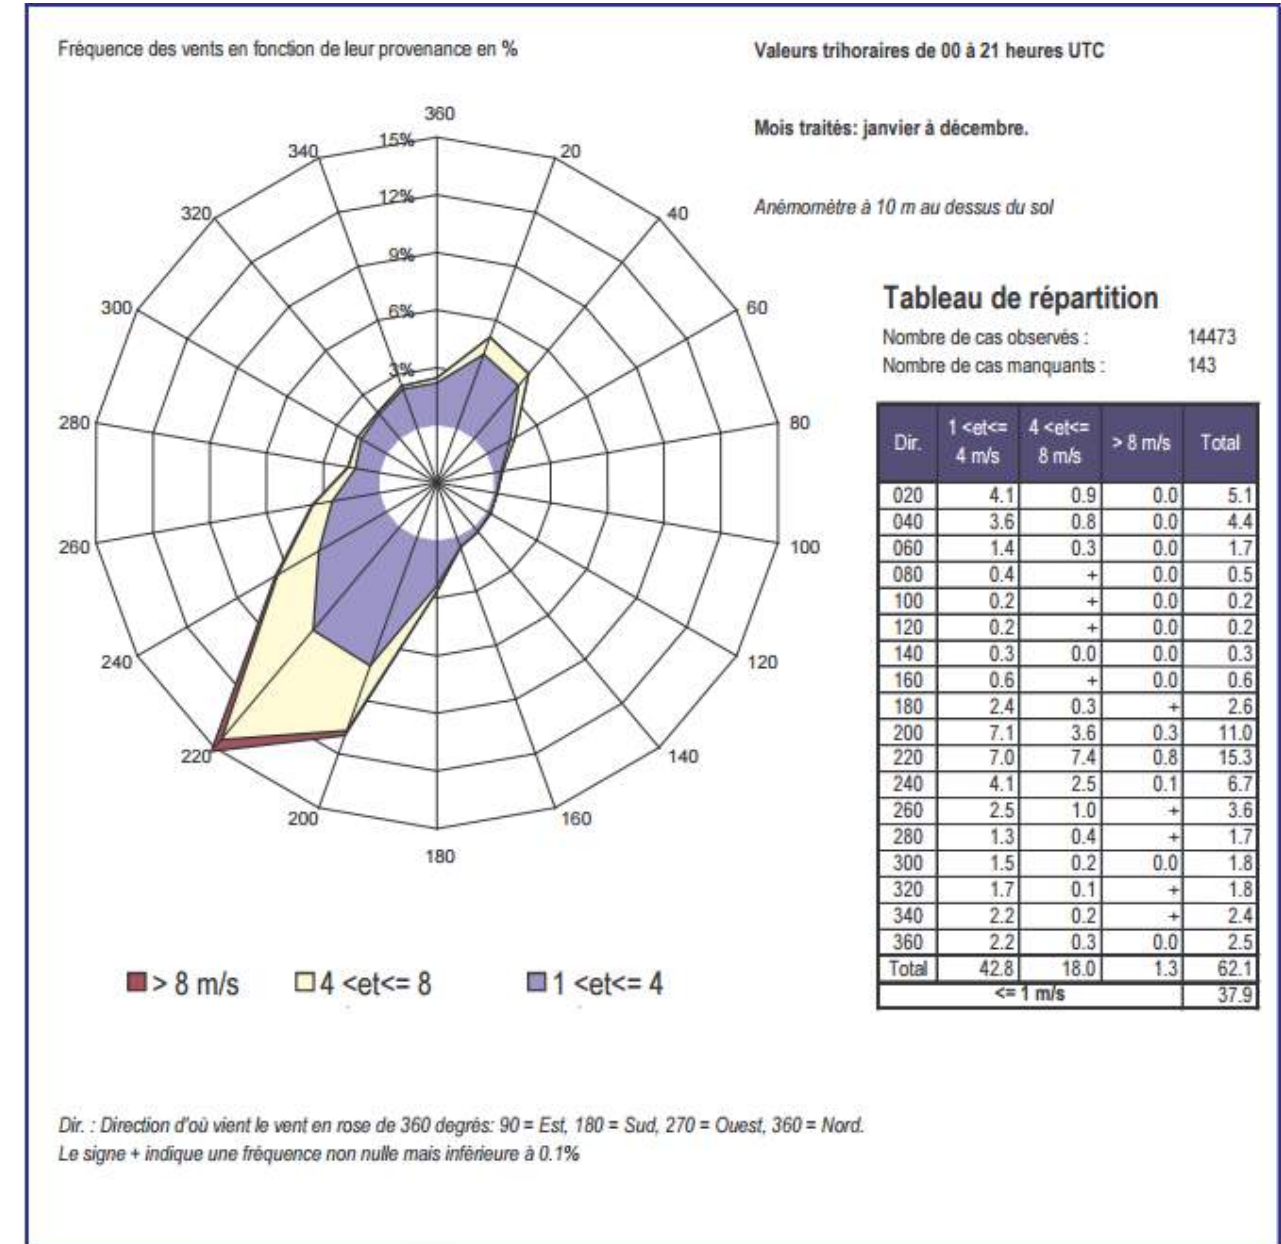 Fréquence des vents en fonction de leur provenance en %
Valeurs trihoraires de 00 à 21 heures UTC
Mois traités: janvier à décembre.
Anémomètre à 10 m au dessus du sol
360
20
40
60
80
100
120
140
160
180
200
220
240
260
280
300
320
340
15%
12%
9%
6%
3%
Tableau de répartition
Nombre de cas observés : 14473
Nombre de cas manquants : 143
Dir. 1 <et<= 4 m/s 4 <et<= 8 m/s > 8 m/s Total
020 4.1 0.9 0.0 5.1
040 3.6 0.8 0.0 4.4
060 1.4 0.3 0.0 1.7
080 0.4 + 0.0 0.5
100 0.2 + 0.0 0.2
120 0.2 + 0.0 0.2
140 0.3 0.0 0.0 0.3
160 0.6 + 0.0 0.6
180 2.4 0.3 + 2.6
200 7.1 3.6 0.3 11.0
220 7.0 7.4 0.8 15.3
240 4.1 2.5 0.1 6.7
260 2.5 1.0 + 3.6
280 1.3 0.4 + 1.7
300 1.5 0.2 0.0 1.8
320 1.7 0.1 + 1.8
340 2.2 0.2 + 2.4
360 2.2 0.3 0.0 2.5
Total 42.8 18.0 1.3 62.1
<= 1 m/s 37.9
> 8 m/s 4 <et<= 8 1 <et<= 4
Dir. : Direction d'où vient le vent en rose de 360 degrés: 90 = Est, 180 = Sud, 270 = Ouest, 360 = Nord.
Le signe + indique une fréquence non nulle mais inférieure à 0.1%